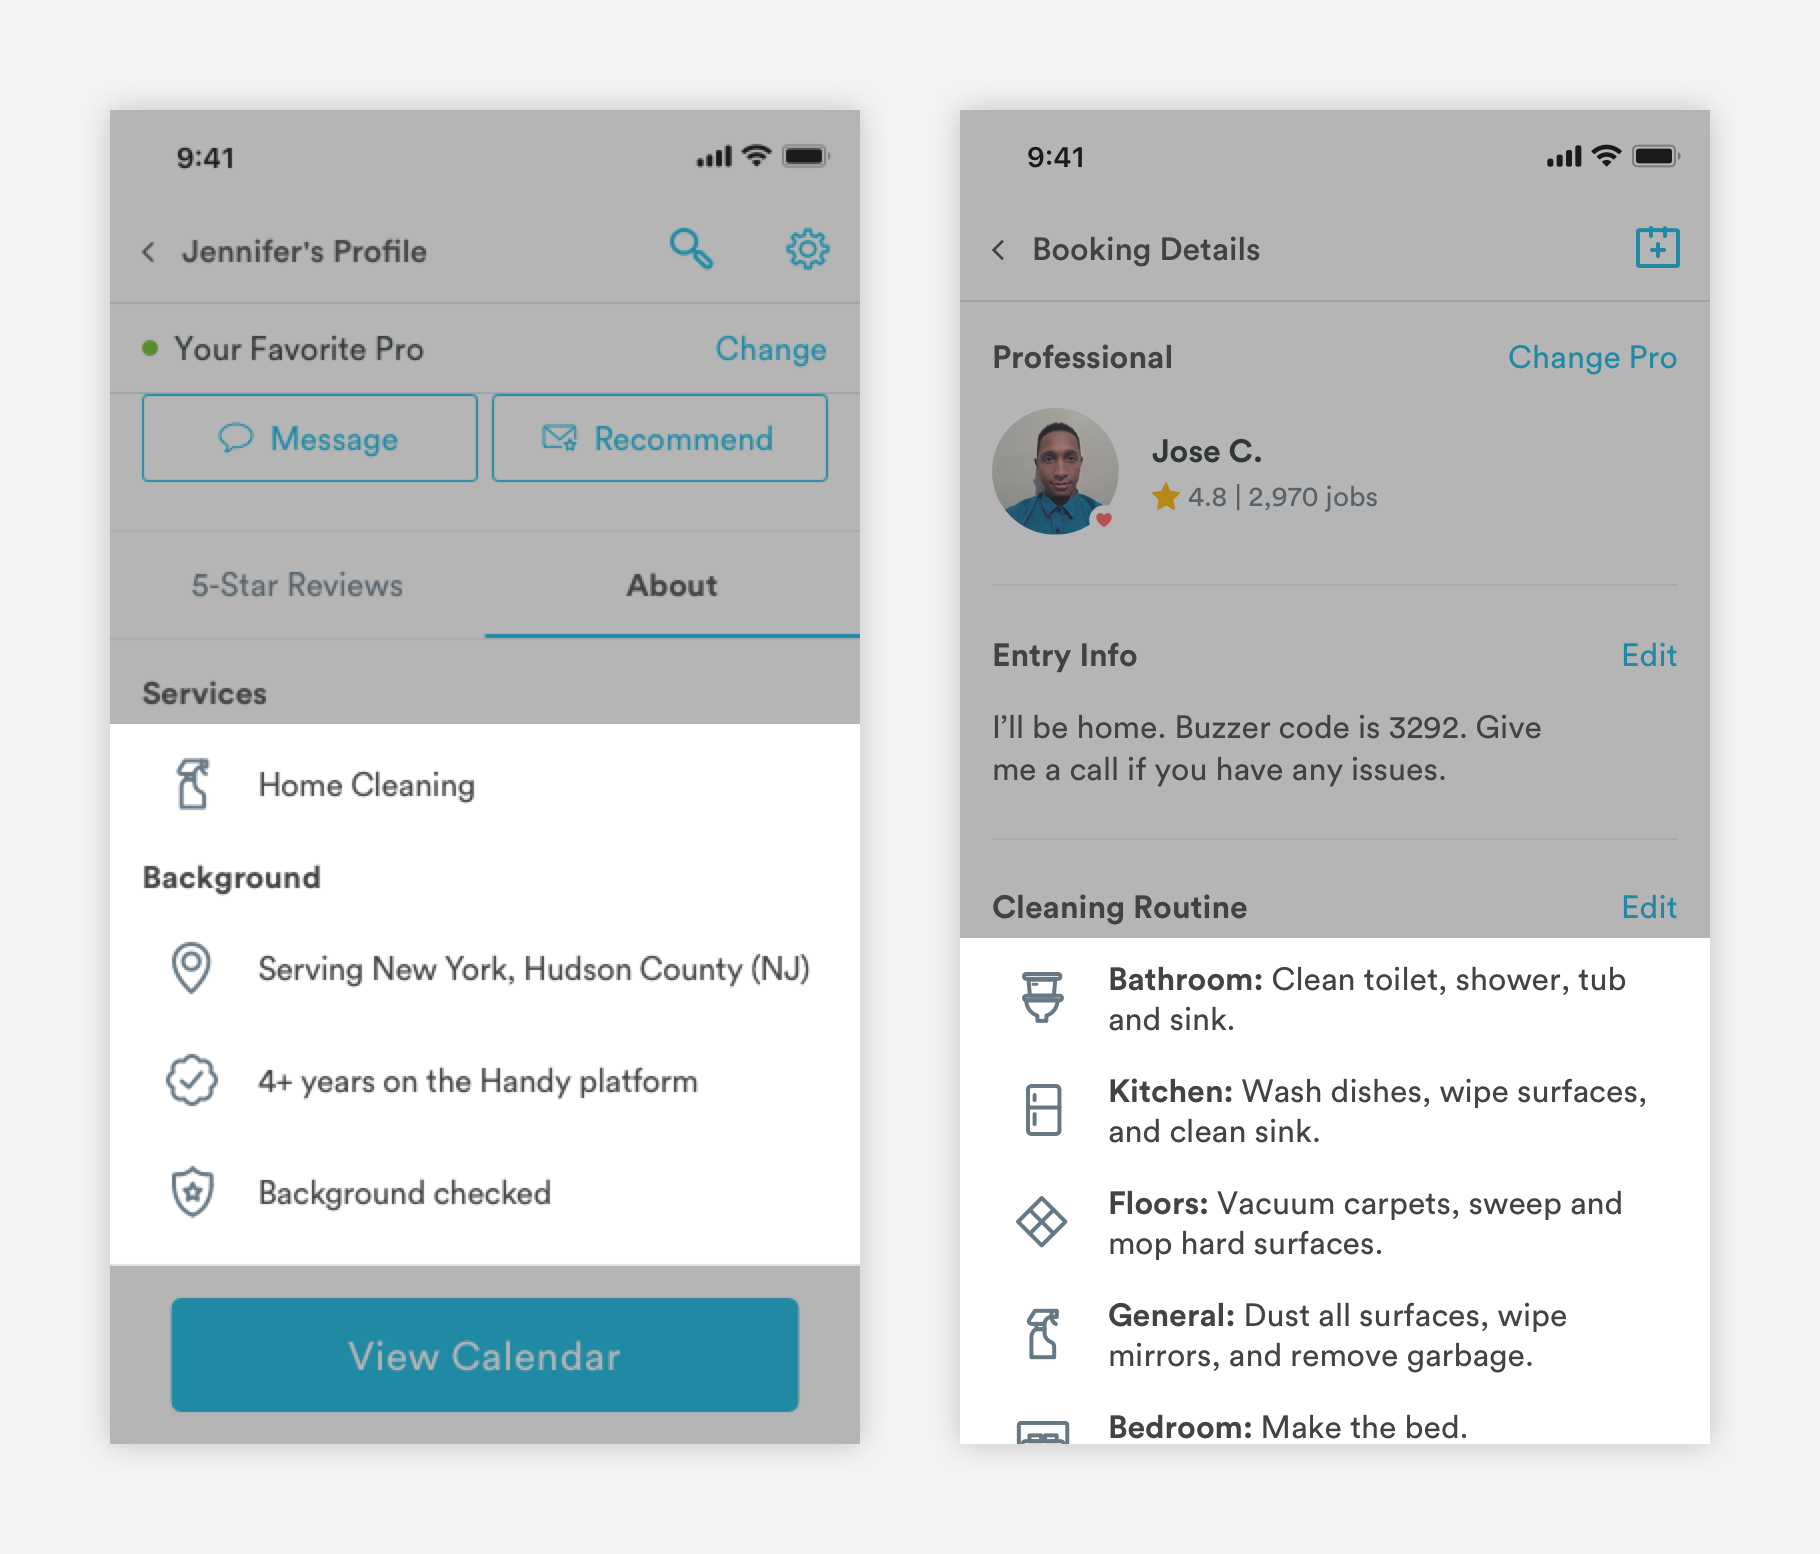 9:41
Jennifer's Profile
Your Favorite Pro
Change
Message
Recommend
5-Star Reviews
About
Services
Home Cleaning
Background
Serving New York, Hudson County (NJ)
4+ years on the Handy platform
Background checked
View Calendar
9:41
Booking Details
Professional
Change Pro
Jose C.
4.8 | 2,970 jobs
Entry Info
Edit
I’ll be home. Buzzer code is 3292. Give
me a call if you have any issues.
Cleaning Routine
Edit
Bathroom: Clean toilet, shower, tub
and sink.
Kitchen: Wash dishes, wipe surfaces,
and clean sink.
Floors: Vacuum carpets, sweep and
mop hard surfaces.
General: Dust all surfaces, wipe
mirrors, and remove garbage.
Bedroom: Make the bed.